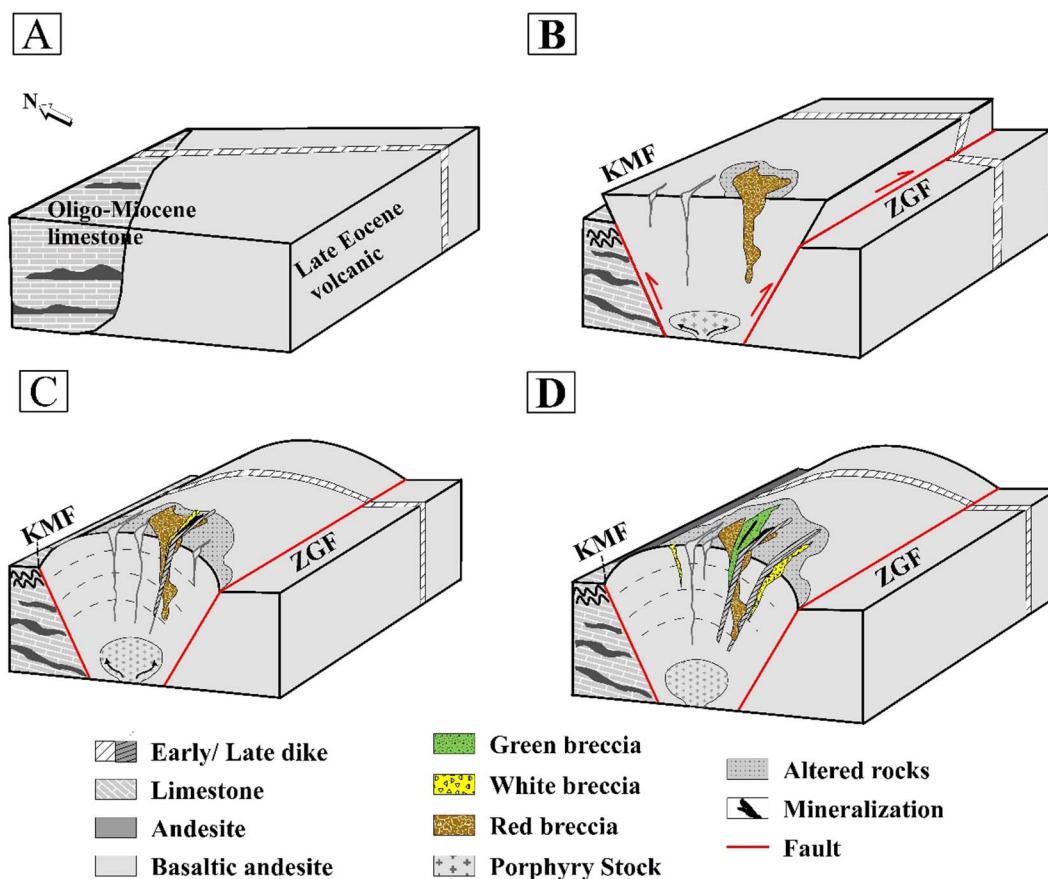 A
N
Oligo-Miocene
limestone
Late Eocene
volcanic
B
KMF
ZGF
C
KMF
ZGF
D
KMF
ZGF
Early/ Late dike
Limestone
Andesite
Basaltic andesite
Green breccia
White breccia
Red breccia
Porphyry Stock
Altered rocks
Mineralization
Fault